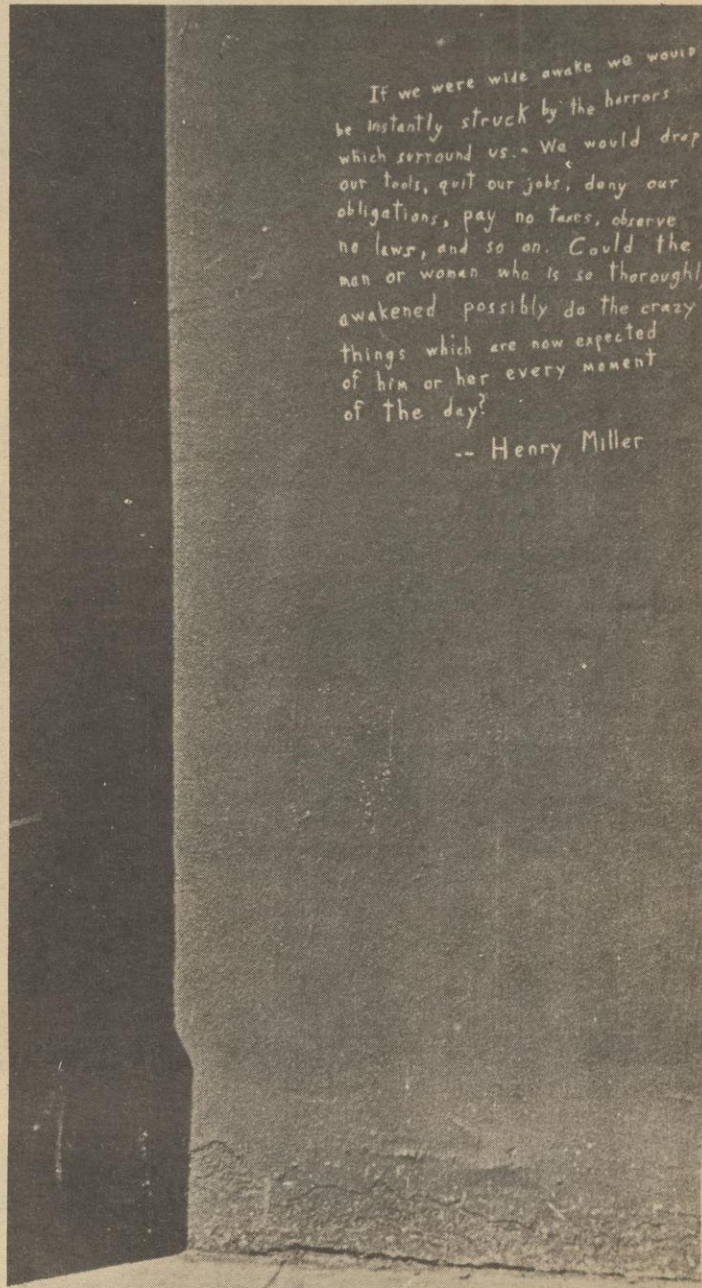 If we were wide awake we would
be instantly struck by the horrors
which surround us.. We would drop
our tools, quit our jobs, deny our
obligations, pay no taxes, observe
no laws, and so on. Could the
man or woman who is so thoroughly
awakened possibly do the crazy
things which are now expected
of him or her every moment
of the day?
-- Henry Miller